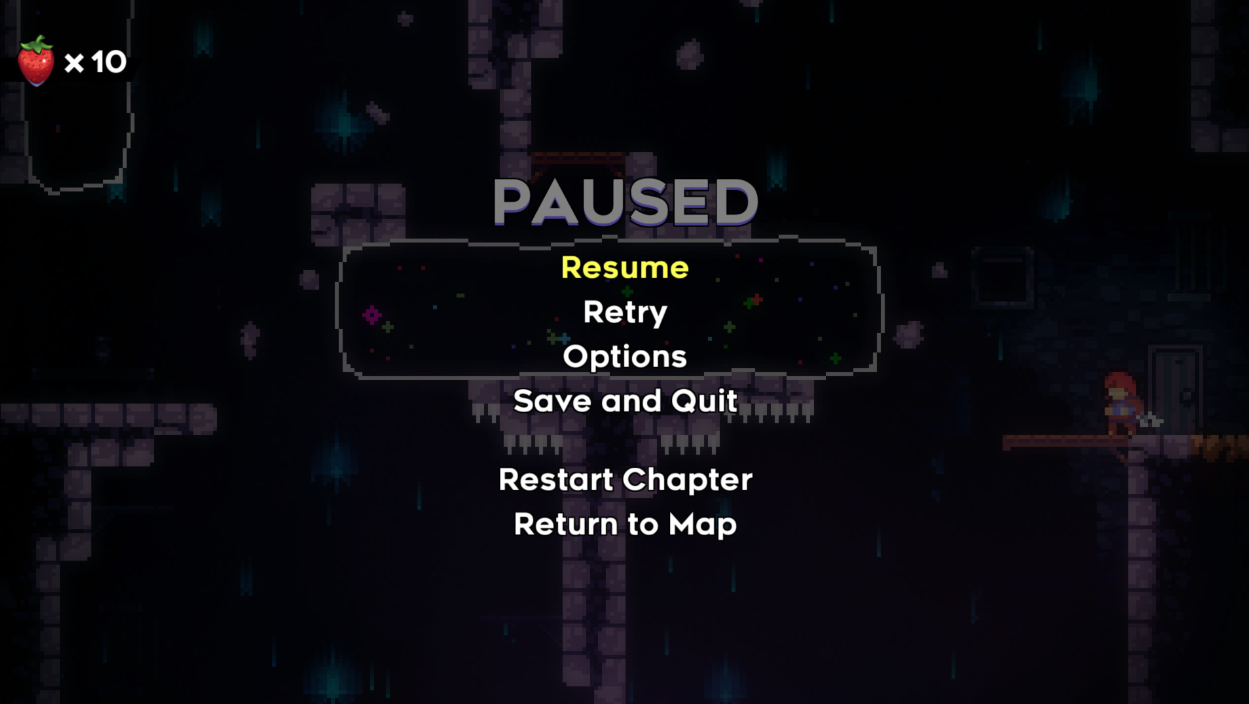 x 10
PAUSED
Resume
Retry
Options
Save and Quit
Restart Chapter
Return to Map